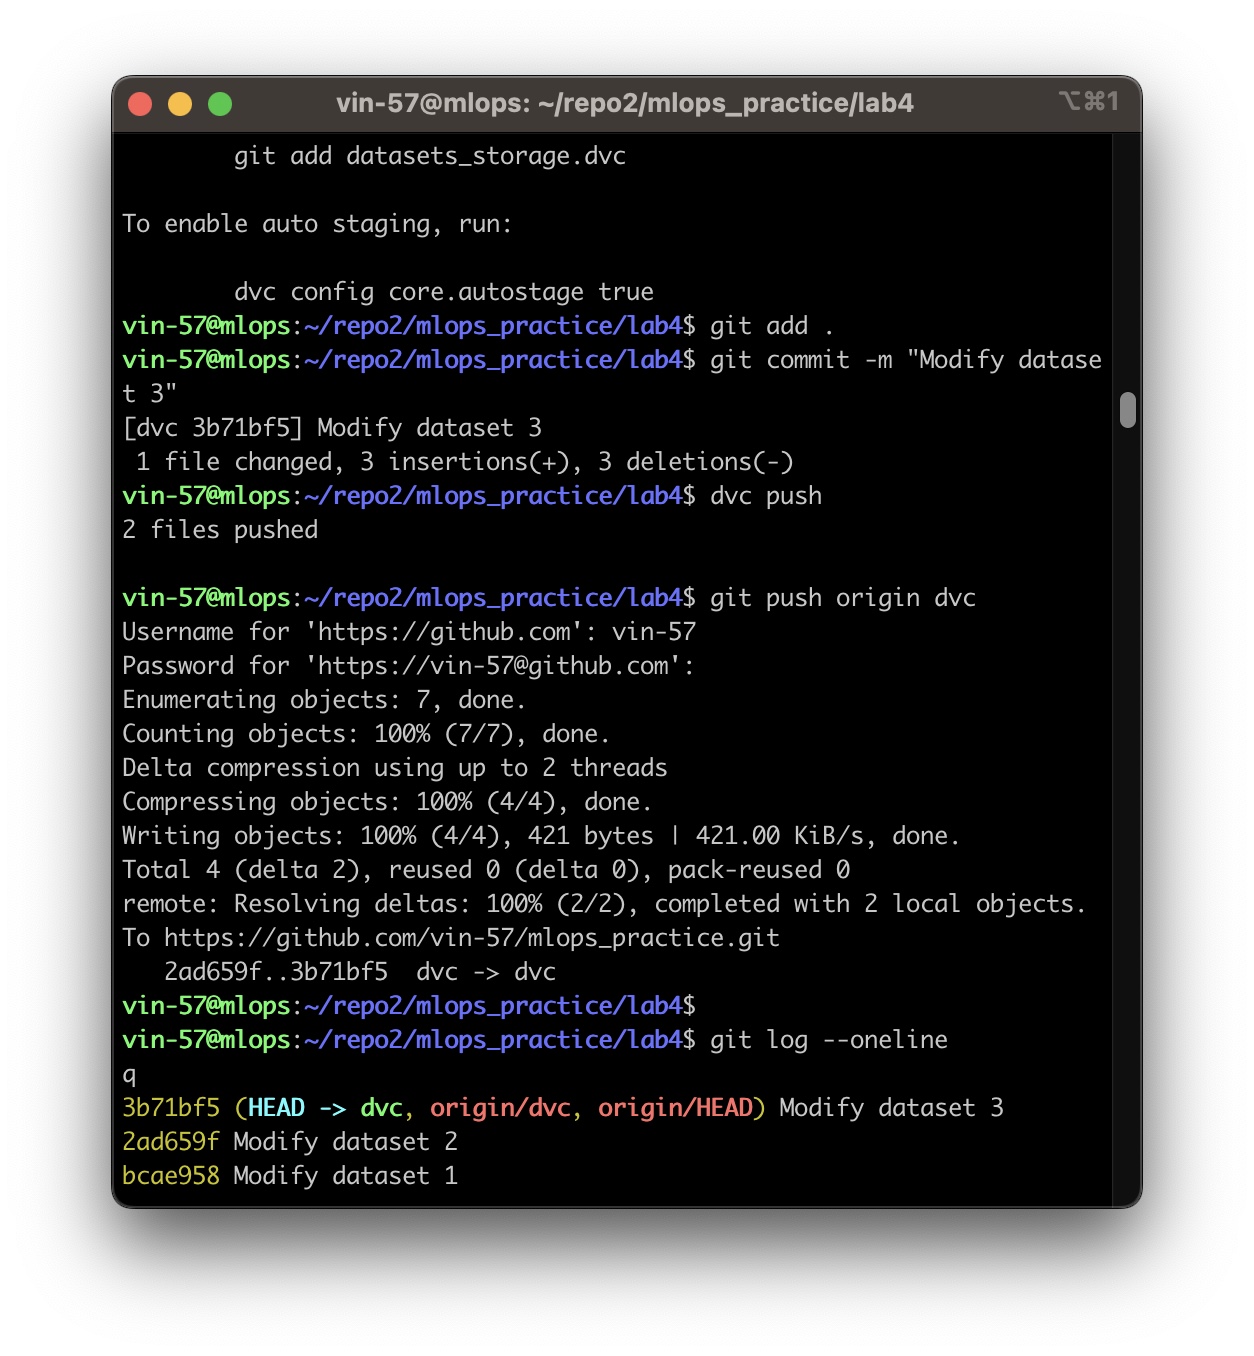 vin-57@mlops: ~/repo2/mlops_practice/lab4 ⌥⌘1
git add datasets_storage.dvc
To enable auto staging, run:
dvc config core.autostage true
vin-57@mlops:~/repo2/mlops_practice/lab4$ git add .
vin-57@mlops:~/repo2/mlops_practice/lab4$ git commit -m "Modify datase
t 3"
[dvc 3b71bf5] Modify dataset 3
1 file changed, 3 insertions(+), 3 deletions(-)
vin-57@mlops:~/repo2/mlops_practice/lab4$ dvc push
2 files pushed
vin-57@mlops:~/repo2/mlops_practice/lab4$ git push origin dvc
Username for 'https://github.com': vin-57
Password for 'https://vin-57@github.com':
Enumerating objects: 7, done.
Counting objects: 100% (7/7), done.
Delta compression using up to 2 threads
Compressing objects: 100% (4/4), done.
Writing objects: 100% (4/4), 421 bytes | 421.00 KiB/s, done.
Total 4 (delta 2), reused 0 (delta 0), pack-reused 0
remote: Resolving deltas: 100% (2/2), completed with 2 local objects.
To https://github.com/vin-57/mlops_practice.git
2ad659f..3b71bf5  dvc -> dvc
vin-57@mlops:~/repo2/mlops_practice/lab4$
vin-57@mlops:~/repo2/mlops_practice/lab4$ git log --oneline
q
3b71bf5 (HEAD -> dvc, origin/dvc, origin/HEAD) Modify dataset 3
2ad659f Modify dataset 2
bcae958 Modify dataset 1